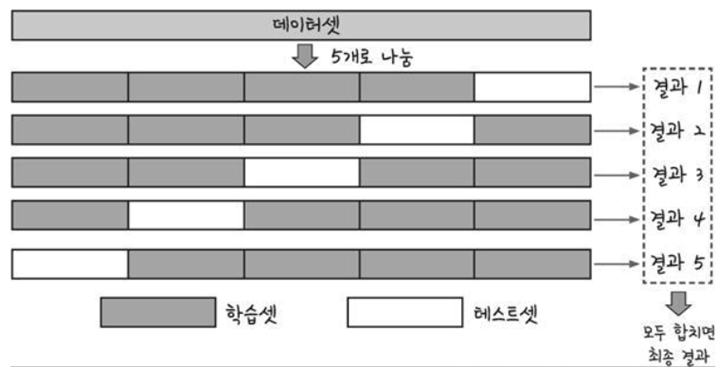 데이터셋
5개로 나눔
결과 1
결과 2
결과 3
결과 4
결과 5
학습셋
테스트셋
모두 합치면
최종 결과